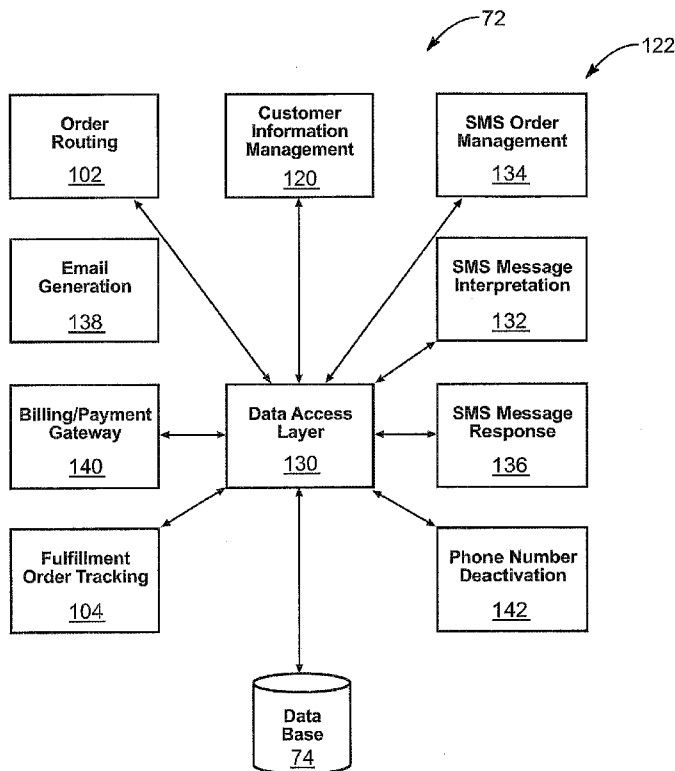 72
122
Order
Routing
102
Customer
Information
Management
120
SMS Order
Management
134
Email
Generation
138
SMS Message
Interpretation
132
Billing/Payment
Gateway
140
Data Access
Layer
130
SMS Message
Response
136
Fulfillment
Order Tracking
104
Phone Number
Deactivation
142
Data
Base
74